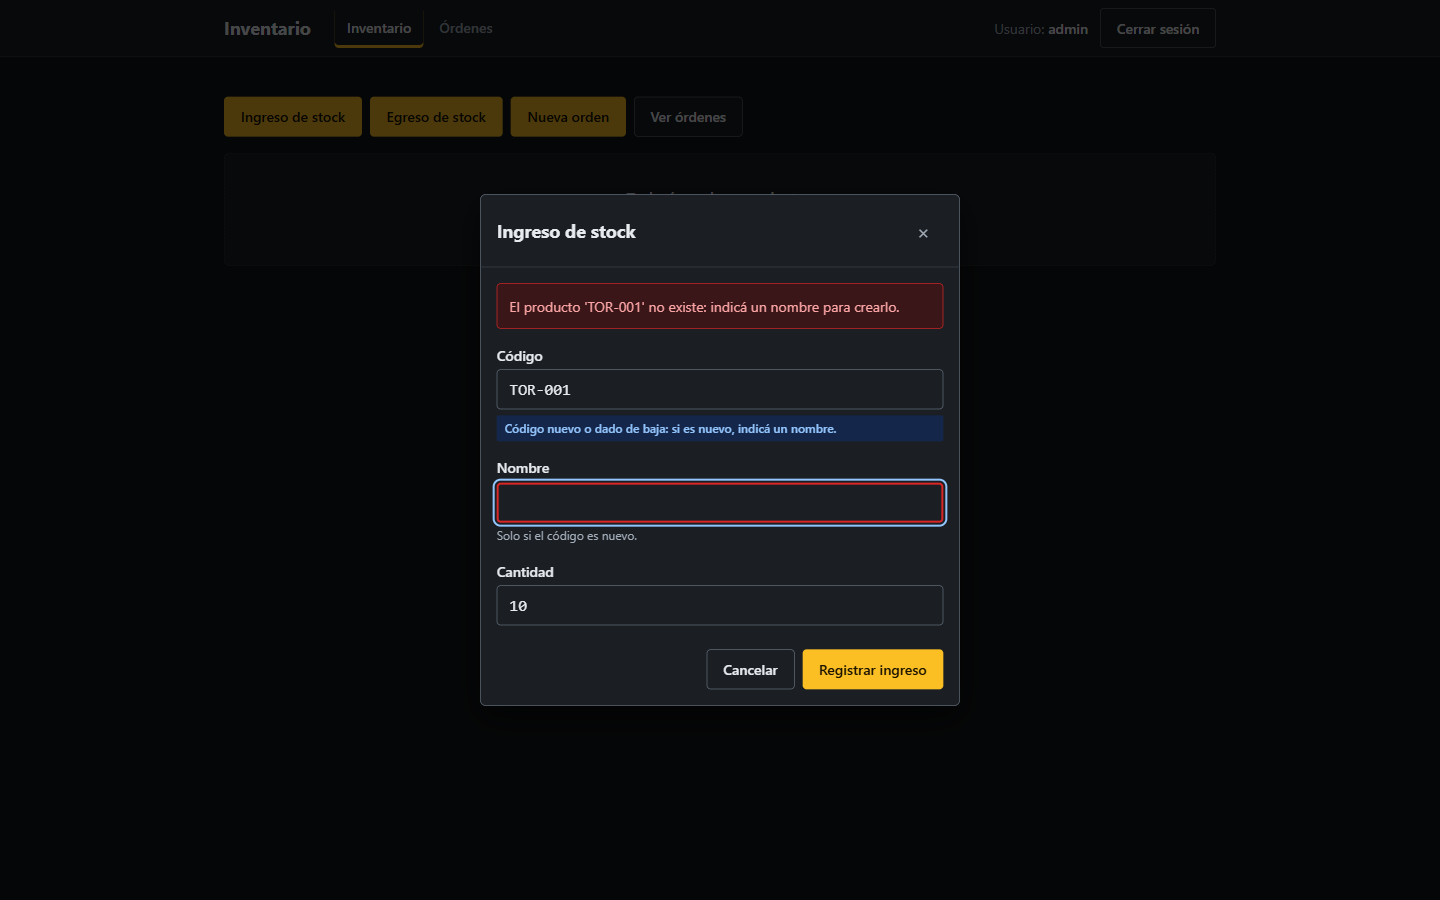 Inventario
Inventario
Órdenes
Usuario: admin
Cerrar sesión
Ingreso de stock
Egreso de stock
Nueva orden
Ver órdenes
Ingreso de stock
×
El producto 'TOR-001' no existe: indicá un nombre para crearlo.
Código
TOR-001
Código nuevo o dado de baja: si es nuevo, indicá un nombre.
Nombre
Solo si el código es nuevo.
Cantidad
10
Cancelar
Registrar ingreso